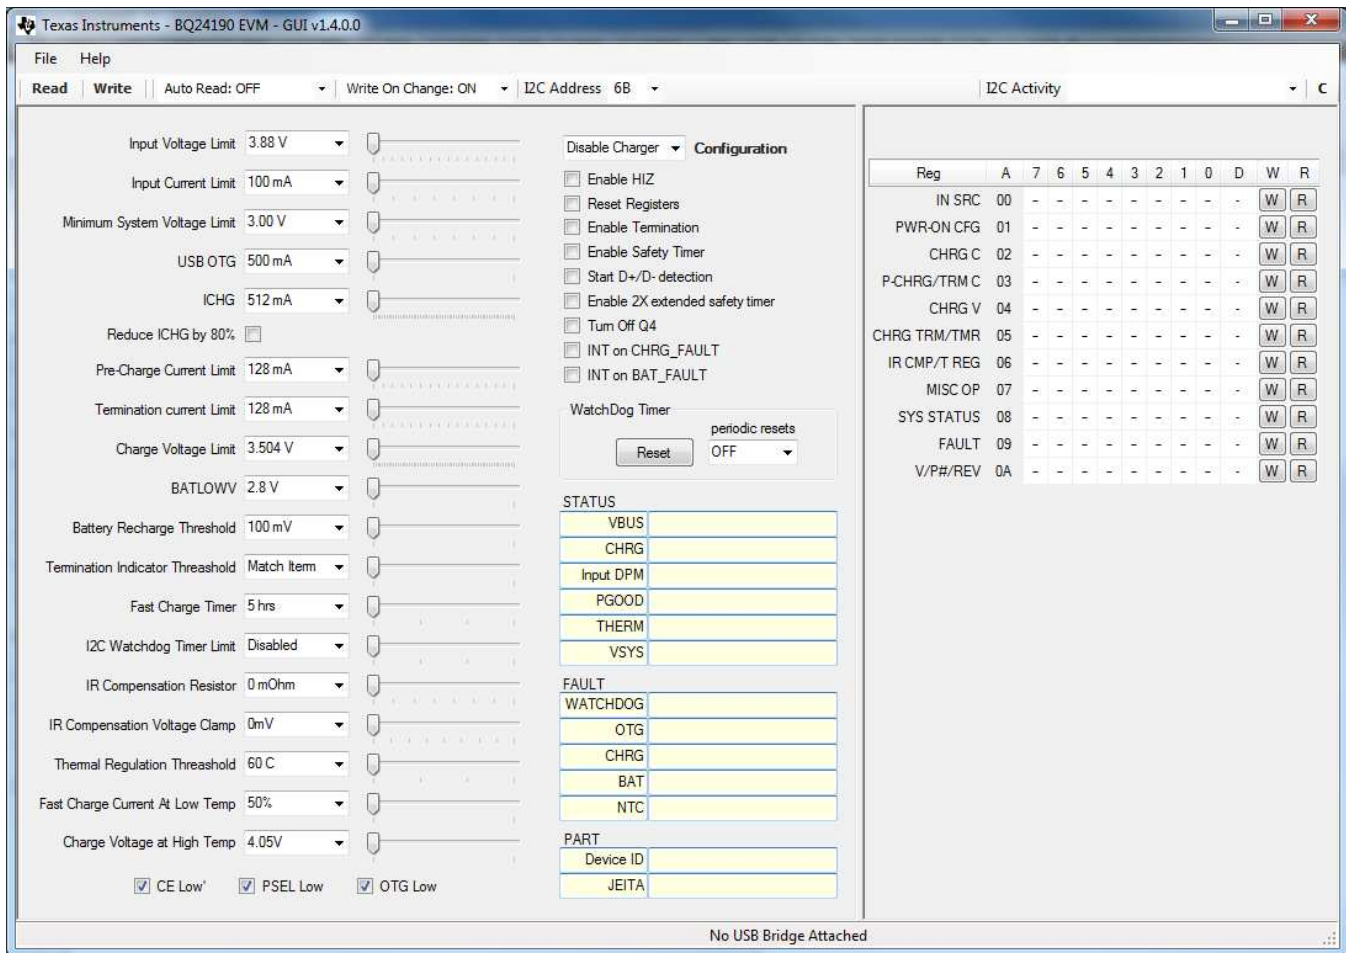 Texas Instruments - BQ24190 EVM - GUI v1.4.0.0
File Help
Read Write Auto Read: OFF Write On Change: ON I2C Address 6B I2C Activity C
Input Voltage Limit 3.88 V
Input Current Limit 100 mA
Minimum System Voltage Limit 3.00 V
USB OTG 500 mA
ICHG 512 mA
Reduce ICHG by 80%
Pre-Charge Current Limit 128 mA
Termination current Limit 128 mA
Charge Voltage Limit 3.504 V
BATLOWV 2.8 V
Battery Recharge Threshold 100 mV
Termination Indicator Threashold Match Iterm
Fast Charge Timer 5 hrs
I2C Watchdog Timer Limit Disabled
IR Compensation Resistor 0 mOhm
IR Compensation Voltage Clamp 0mV
Thermal Regulation Threashold 60 C
Fast Charge Current At Low Temp 50%
Charge Voltage at High Temp 4.05V
CE Low' PSEL Low OTG Low
Disable Charger Configuration
Enable HIZ
Reset Registers
Enable Termination
Enable Safety Timer
Start D+/D- detection
Enable 2X extended safety timer
Turn Off Q4
INT on CHRG_FAULT
INT on BAT_FAULT
WatchDog Timer
periodic resets
Reset OFF
STATUS
VBUS
CHRG
Input DPM
PGOOD
THERM
VSYS
FAULT
WATCHDOG
OTG
CHRG
BAT
NTC
PART
Device ID
JEITA
Reg A 7 6 5 4 3 2 1 0 D W R
IN SRC 00 - - - - - - - - - W R
PWR-ON CFG 01 - - - - - - - - - W R
CHRG C 02 - - - - - - - - - W R
P-CHRG/TRM C 03 - - - - - - - - - W R
CHRG V 04 - - - - - - - - - W R
CHRG TRM/TMR 05 - - - - - - - - - W R
IR CMP/T REG 06 - - - - - - - - - W R
MISC OP 07 - - - - - - - - - W R
SYS STATUS 08 - - - - - - - - - W R
FAULT 09 - - - - - - - - - W R
V/P#/REV 0A - - - - - - - - - W R
No USB Bridge Attached